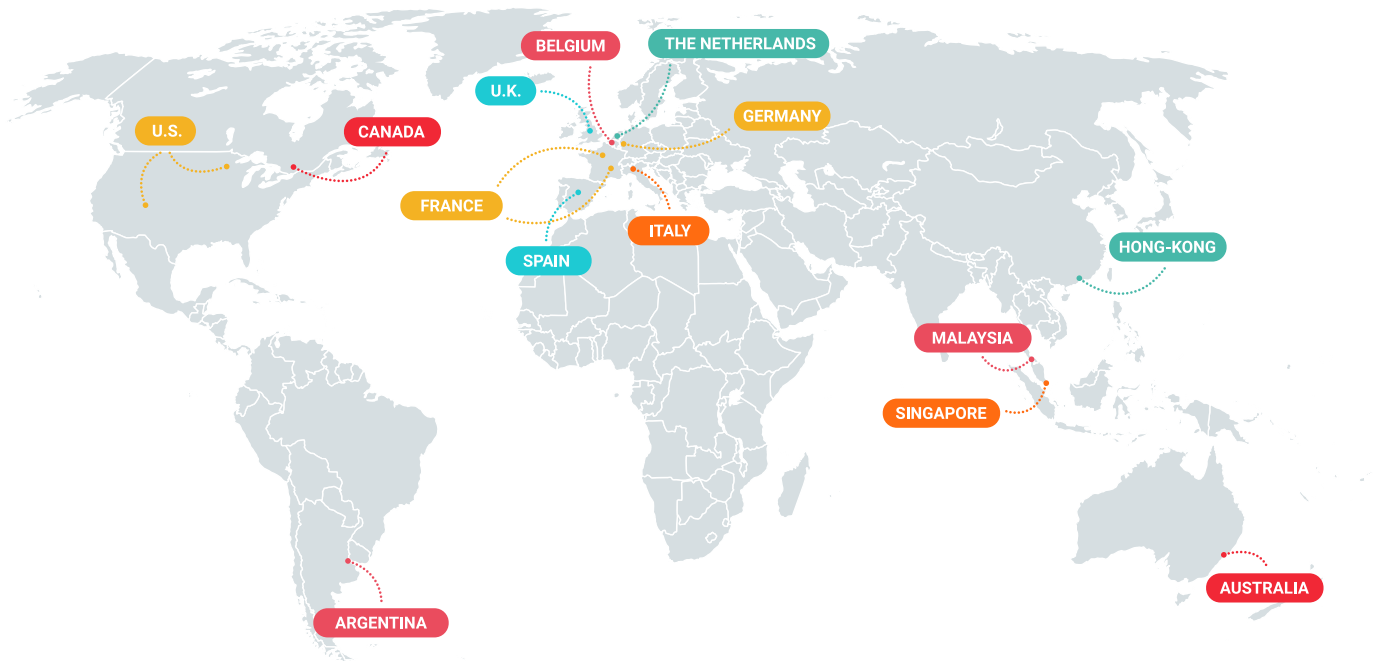 BELGIUM
THE NETHERLANDS
U.K.
GERMANY
U.S.
CANADA
FRANCE
ITALY
SPAIN
HONG-KONG
MALAYSIA
SINGAPORE
AUSTRALIA
ARGENTINA